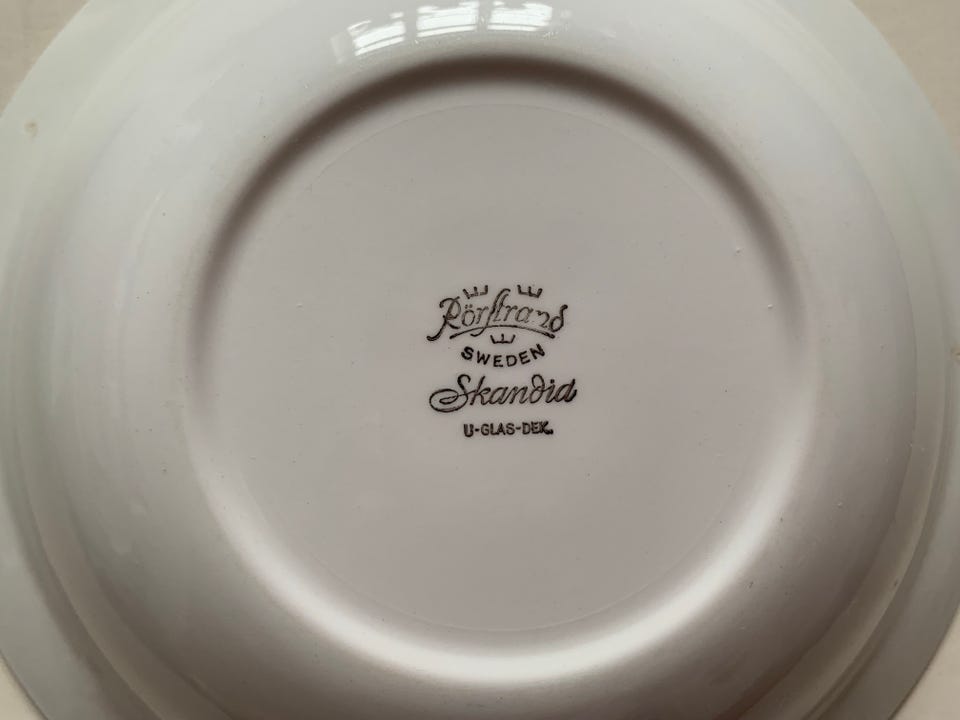 Rörstrand
SWEDEN
Skandia
U-GLAS-DEK.